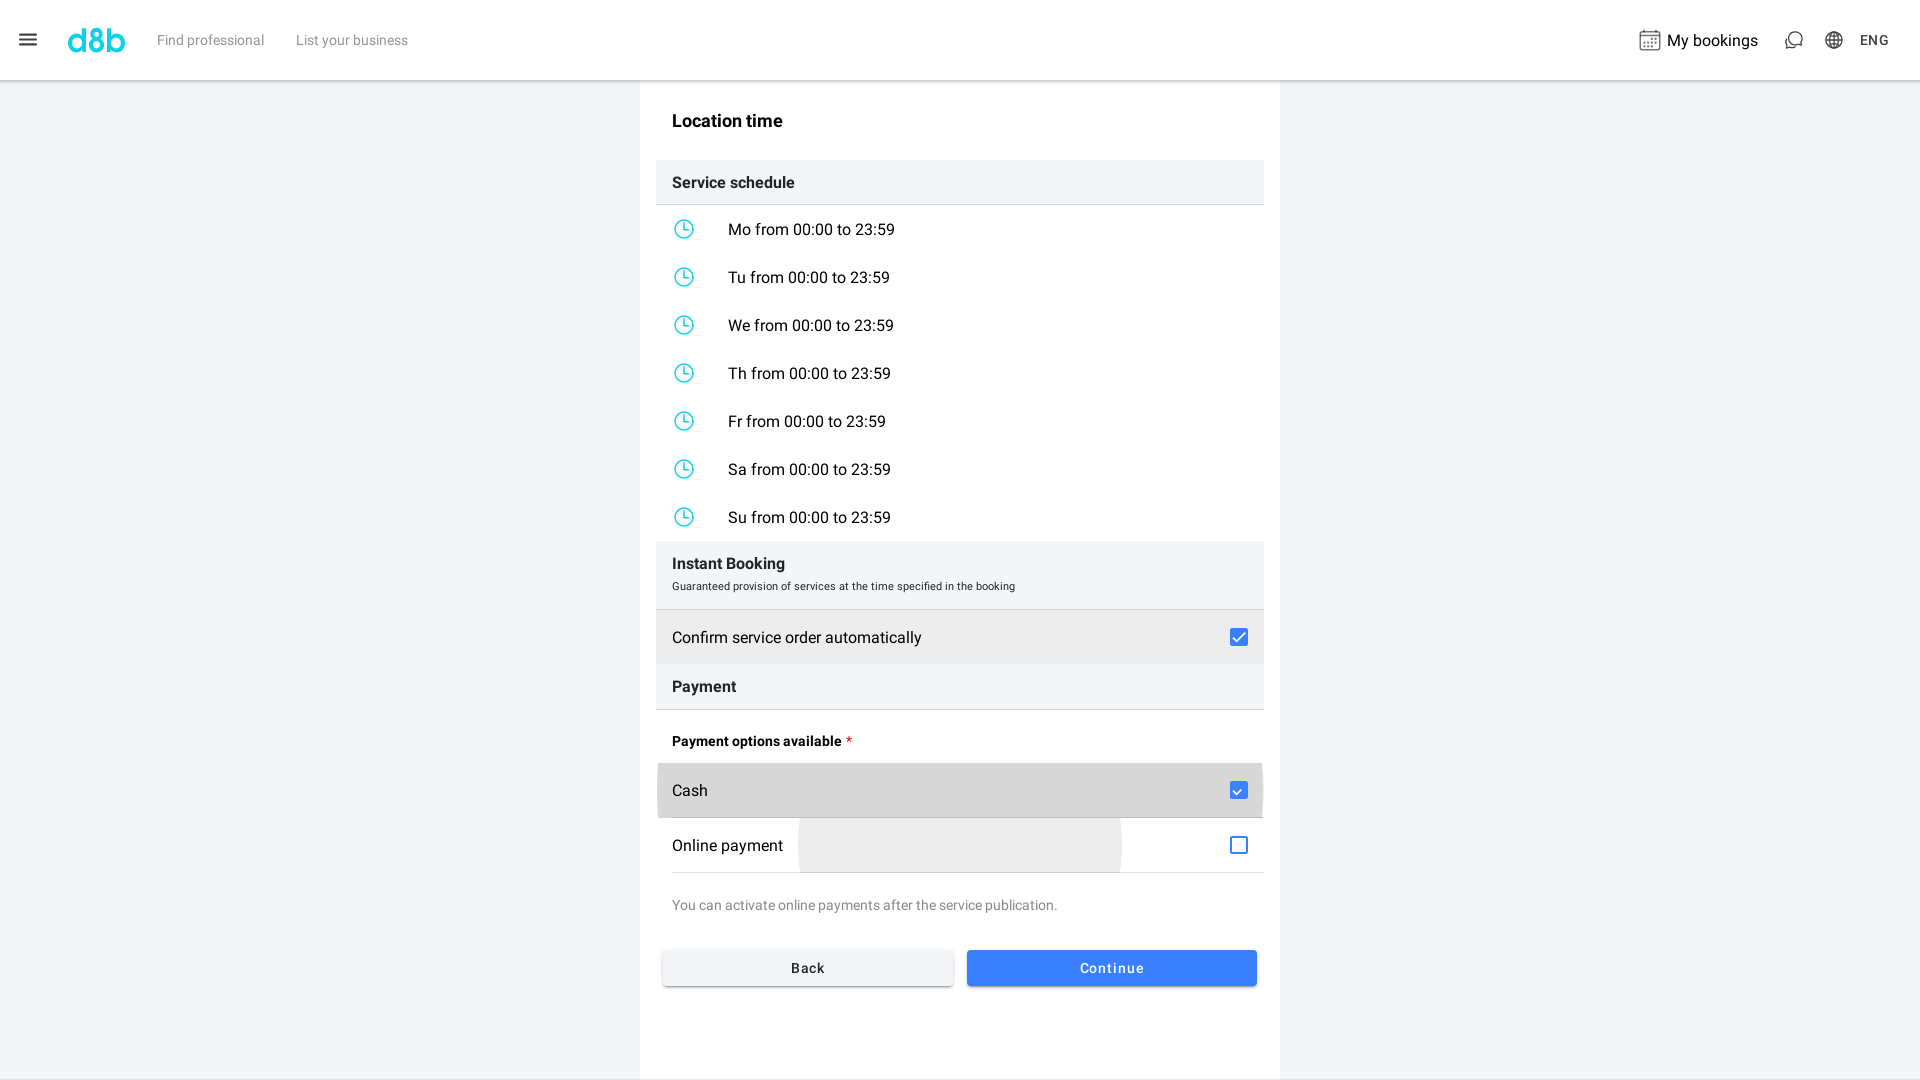 d8b
Find professional
List your business
My bookings
ENG
Location time
Service schedule
Mo from 00:00 to 23:59
Tu from 00:00 to 23:59
We from 00:00 to 23:59
Th from 00:00 to 23:59
Fr from 00:00 to 23:59
Sa from 00:00 to 23:59
Su from 00:00 to 23:59
Instant Booking
Guaranteed provision of services at the time specified in the booking
Confirm service order automatically
Payment
Payment options available *
Cash
Online payment
You can activate online payments after the service publication.
Back
Continue